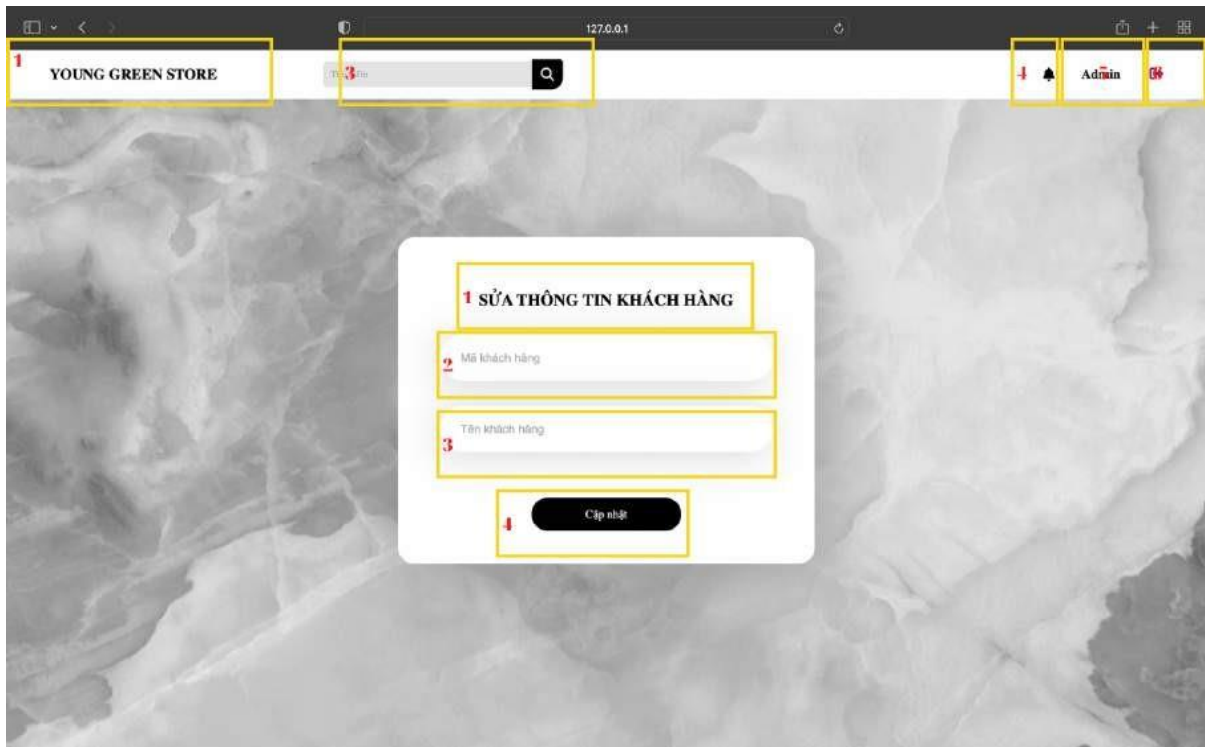 127.0.0.1
1 YOUNG GREEN STORE
3
4 Admin
1 SỬA THÔNG TIN KHÁCH HÀNG
2 Mã khách hàng
3 Tên khách hàng
4 Cập nhật